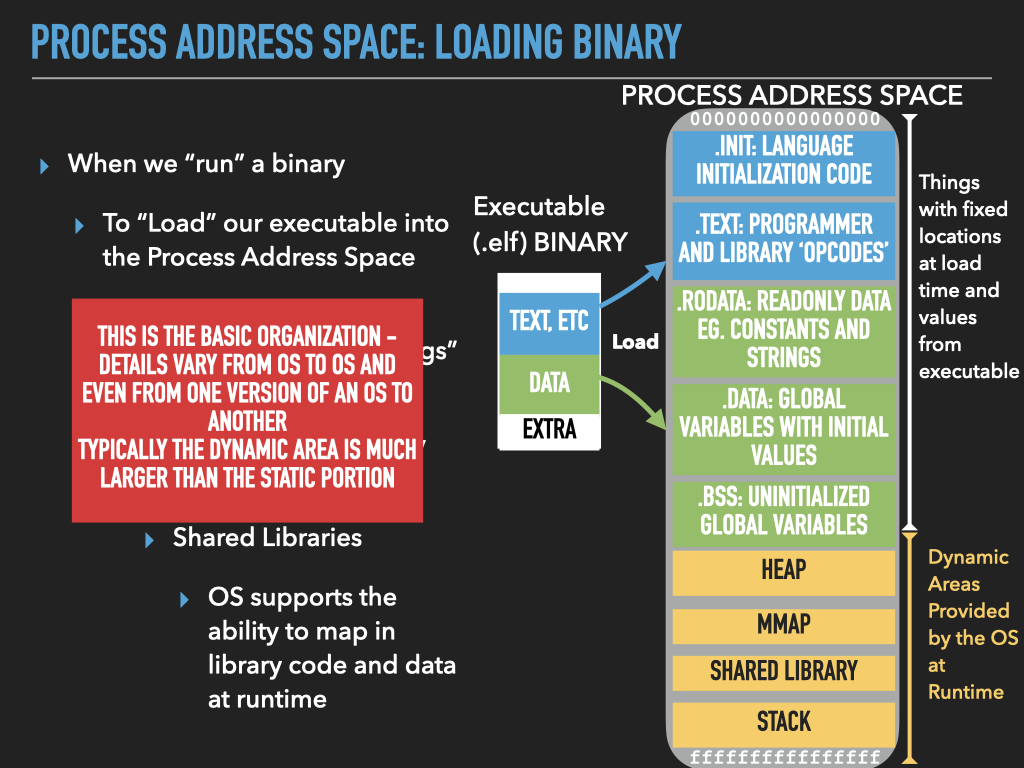 PROCESS ADDRESS SPACE: LOADING BINARY
When we “run” a binary
To “Load” our executable into
the Process Address Space
THIS IS THE BASIC ORGANIZATION -
DETAILS VARY FROM OS TO OS AND
EVEN FROM ONE VERSION OF AN OS TO
ANOTHER
TYPICALLY THE DYNAMIC AREA IS MUCH
LARGER THAN THE STATIC PORTION
Shared Libraries
OS supports the
ability to map in
library code and data
at runtime
Executable
(.elf) BINARY
TEXT, ETC
DATA
EXTRA
Load
PROCESS ADDRESS SPACE
0000000000000000
.INIT: LANGUAGE
INITIALIZATION CODE
.TEXT: PROGRAMMER
AND LIBRARY ‘OPCODES’
.RODATA: READONLY DATA
EG. CONSTANTS AND
STRINGS
.DATA: GLOBAL
VARIABLES WITH INITIAL
VALUES
.BSS: UNINITIALIZED
GLOBAL VARIABLES
HEAP
MMAP
SHARED LIBRARY
STACK
ffffffffffffffff
Things
with fixed
locations
at load
time and
values
from
executable
Dynamic
Areas
Provided
by the OS
at
Runtime